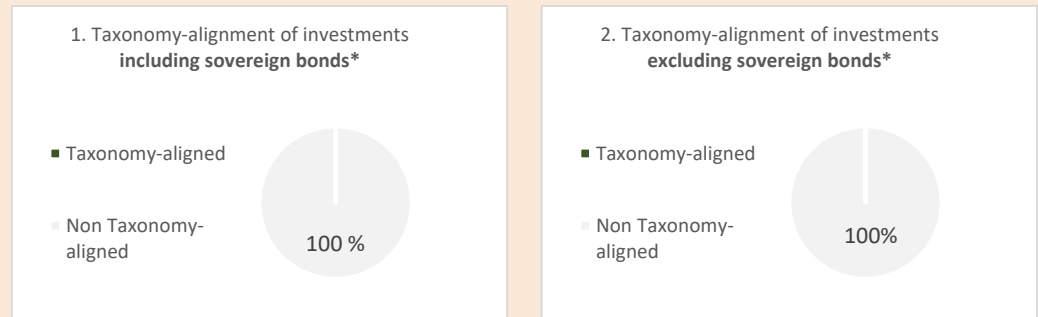 1. Taxonomy-alignment of investments
including sovereign bonds*
Taxonomy-aligned
Non Taxonomy-
aligned
100 %
2. Taxonomy-alignment of investments
excluding sovereign bonds*
Taxonomy-aligned
Non Taxonomy-
aligned
100%